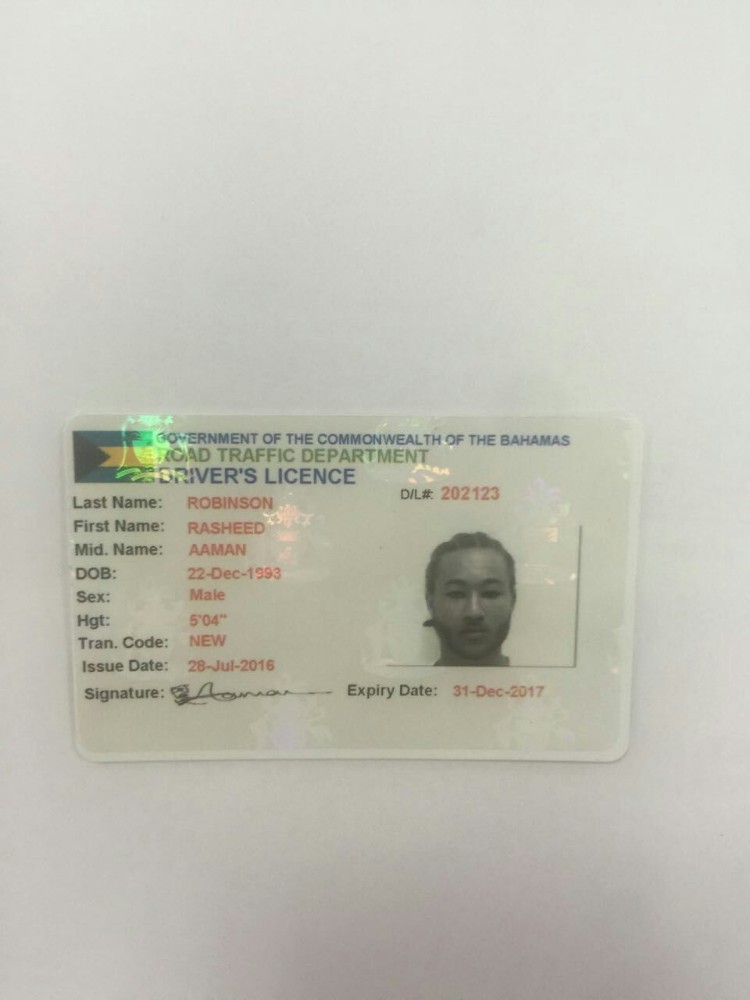 GOVERNMENT OF THE COMMONWEALTH OF THE BAHAMAS
ROAD TRAFFIC DEPARTMENT
DRIVER'S LICENCE
D/L#: 202123
Last Name: ROBINSON
First Name: RASHEED
Mid. Name: AAMAN
DOB: 22-Dec-1993
Sex: Male
Hgt: 5'04"
Tran. Code: NEW
Issue Date: 28-Jul-2016
Signature: Expiry Date: 31-Dec-2017